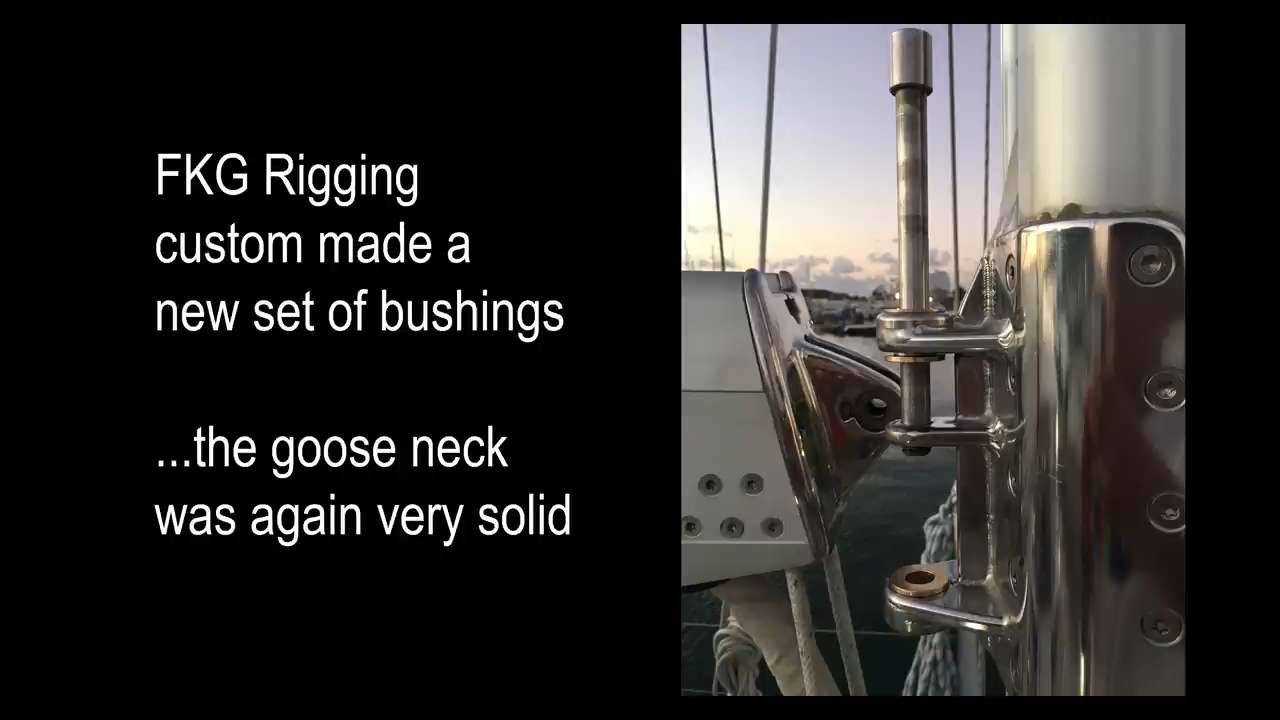 FKG Rigging
custom made a
new set of bushings
...the goose neck
was again very solid